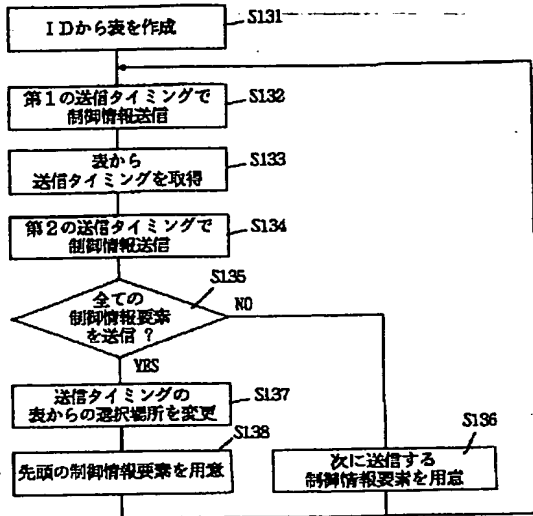 IDから表を作成
S131
第1の送信タイミングで
制御情報送信
S132
表から
送信タイミングを取得
S133
第2の送信タイミングで
制御情報送信
S134
全ての
制御情報要素
を送信？
S135
NO
YES
送信タイミングの
表からの選択場所を変更
S137
先頭の制御情報要素を用意
S138
次に送信する
制御情報要素を用意
S136